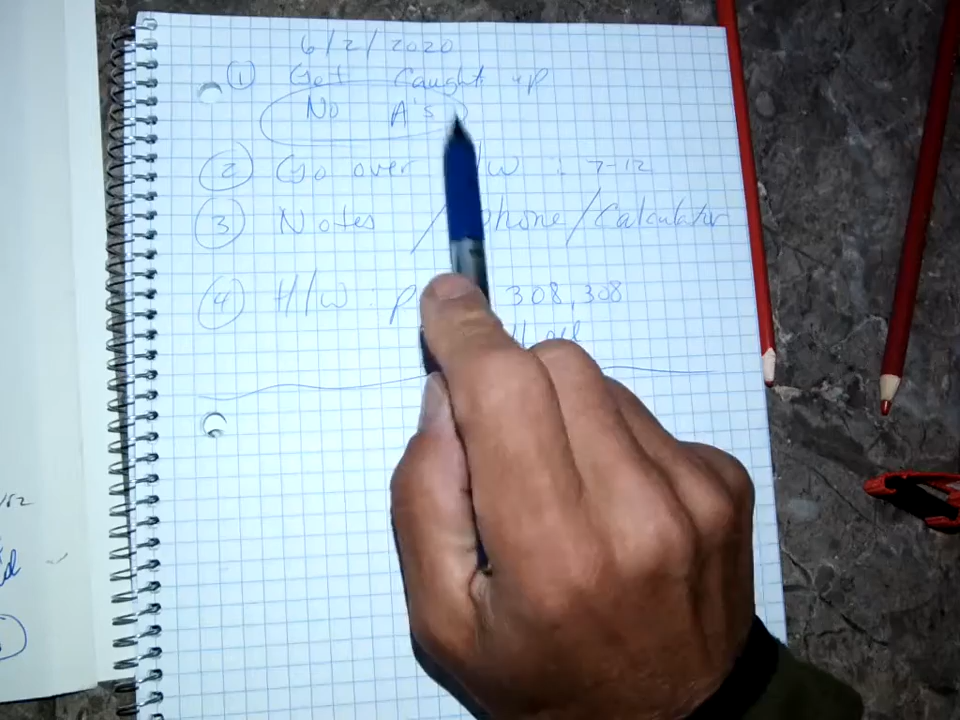 6/2/2020
① Get Caught up
No A's
② Go over H/W : 7-12
③ Notes / phone / Calculator
④ H/W : p 308, 308